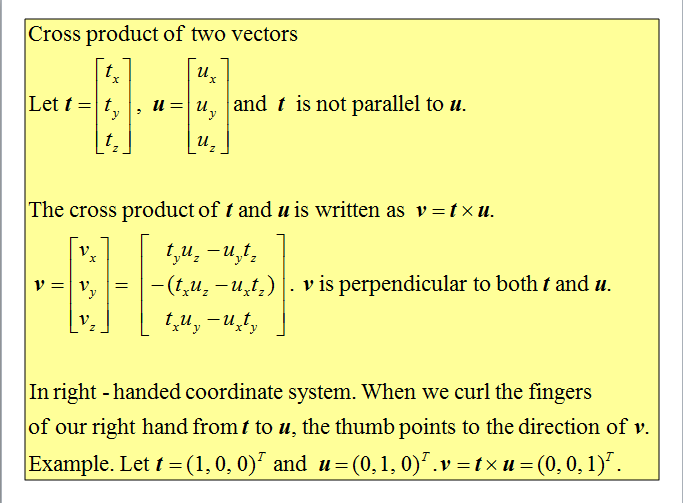 Cross product of two vectors
Let t = [t_x t_y t_z], u = [u_x u_y u_z] and t is not parallel to u.
The cross product of t and u is written as v = t × u.
v = [v_x v_y v_z] = [t_y u_z − u_y t_z −(t_x u_z − u_x t_z) t_x u_y − u_x t_y]. v is perpendicular to both t and u.
In right - handed coordinate system. When we curl the fingers
of our right hand from t to u, the thumb points to the direction of v.
Example. Let t = (1, 0, 0)^T and u = (0, 1, 0)^T. v = t × u = (0, 0, 1)^T.